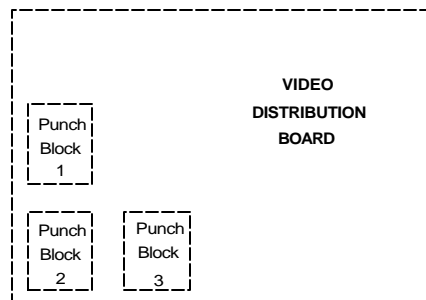 VIDEO
DISTRIBUTION
BOARD
Punch
Block
1
Punch
Block
2
Punch
Block
3